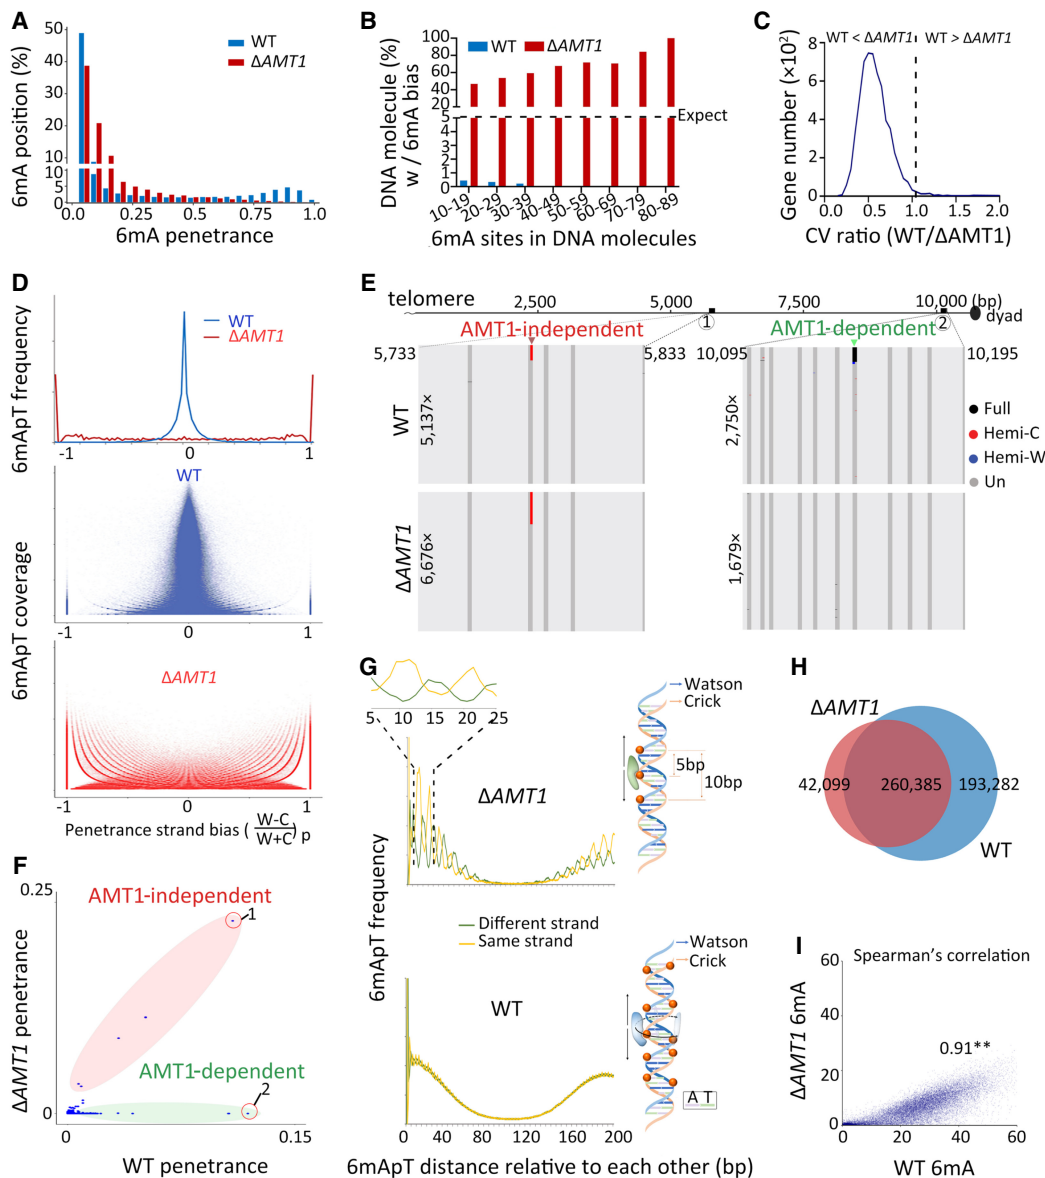 A
6mA position (%)
50
40
30
20
10
10
5
0
WT
ΔAMT1
0.0
0.25
0.5
0.75
1.0
6mA penetrance
B
DNA molecule (%)
w / 6mA bias
100
80
60
40
20
5
4
3
2
1
0
WT
ΔAMT1
Expect
10-19
20-29
30-39
40-49
50-59
60-69
70-79
80-89
6mA sites in DNA molecules
C
Gene number (×10²)
8
6
4
2
0
WT < ΔAMT1
WT > ΔAMT1
0.0
0.5
1.0
1.5
2.0
CV ratio (WT/ΔAMT1)
D
6mApT frequency
WT
ΔAMT1
-1
0
1
6mApT coverage
WT
-1
0
1
ΔAMT1
-1
0
1
Penetrance strand bias ( W-C / W+C ) p
E
telomere
2,500
5,000
7,500
10,000 (bp)
dyad
1
2
AMT1-independent
AMT1-dependent
5,733
5,833
10,095
10,195
WT
5,137×
2,750×
ΔAMT1
6,676×
1,679×
Full
Hemi-C
Hemi-W
Un
F
ΔAMT1 penetrance
0.25
0
AMT1-independent
1
AMT1-dependent
2
0
0.15
WT penetrance
G
5
10
15
20
25
6mApT frequency
ΔAMT1
Watson
Crick
5bp
10bp
Different strand
Same strand
WT
Watson
Crick
A T
0
40
80
120
160
200
6mApT distance relative to each other (bp)
H
ΔAMT1
42,099
260,385
193,282
WT
I
Spearman's correlation
ΔAMT1 6mA
60
40
20
0
0.91**
0
20
40
60
WT 6mA